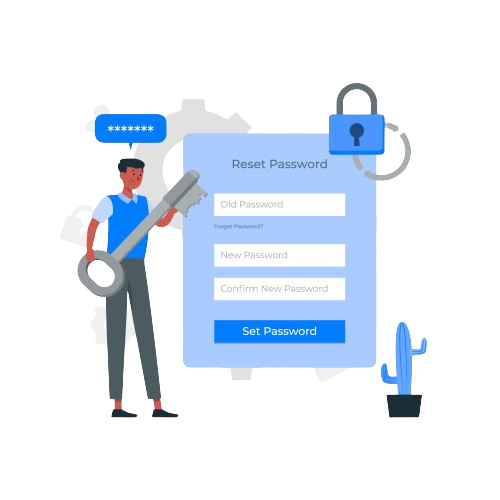 *******
Reset Password
Old Password
Forgot Password?
New Password
Confirm New Password
Set Password